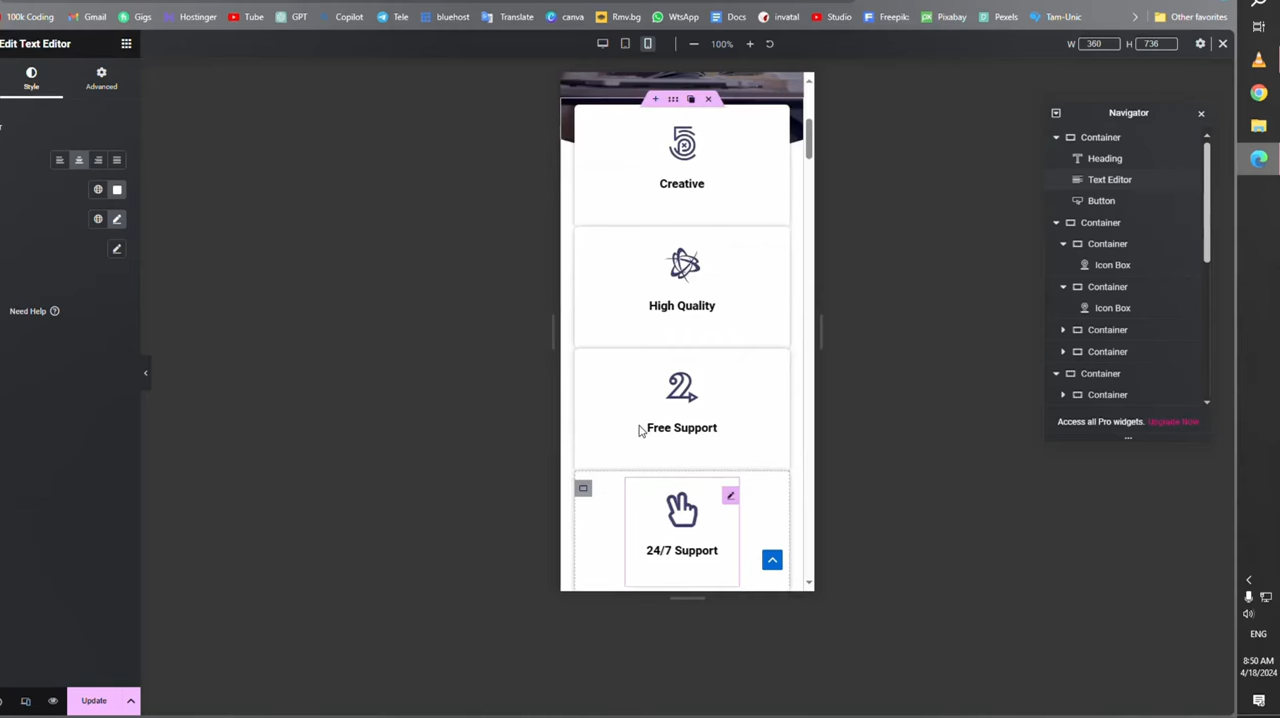 100k Coding Gmail Gigs Hostinger Tube GPT Copilot Tele bluehost Translate canva Rmv.bg WtsApp Docs invatal Studio Freepik: Pixabay Pexels Tam-Unic Other favorites
Edit Text Editor
100%
W 360 H 736
Style Advanced
Need Help
Update
Creative
High Quality
Free Support
24/7 Support
Navigator
Container
Heading
Text Editor
Button
Container
Container
Icon Box
Container
Icon Box
Container
Container
Container
Container
Access all Pro widgets. Upgrade Now
ENG
8:50 AM
4/18/2024